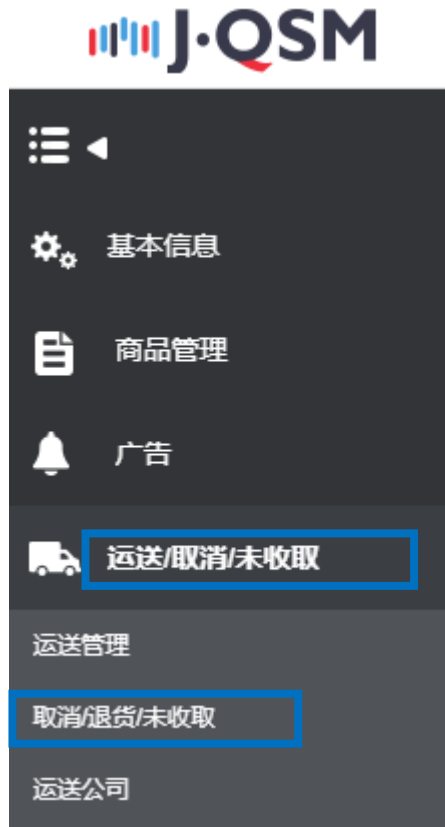 J·QSM
基本信息
商品管理
广告
运送/取消/未收取
运送管理
取消/退货/未收取
运送公司